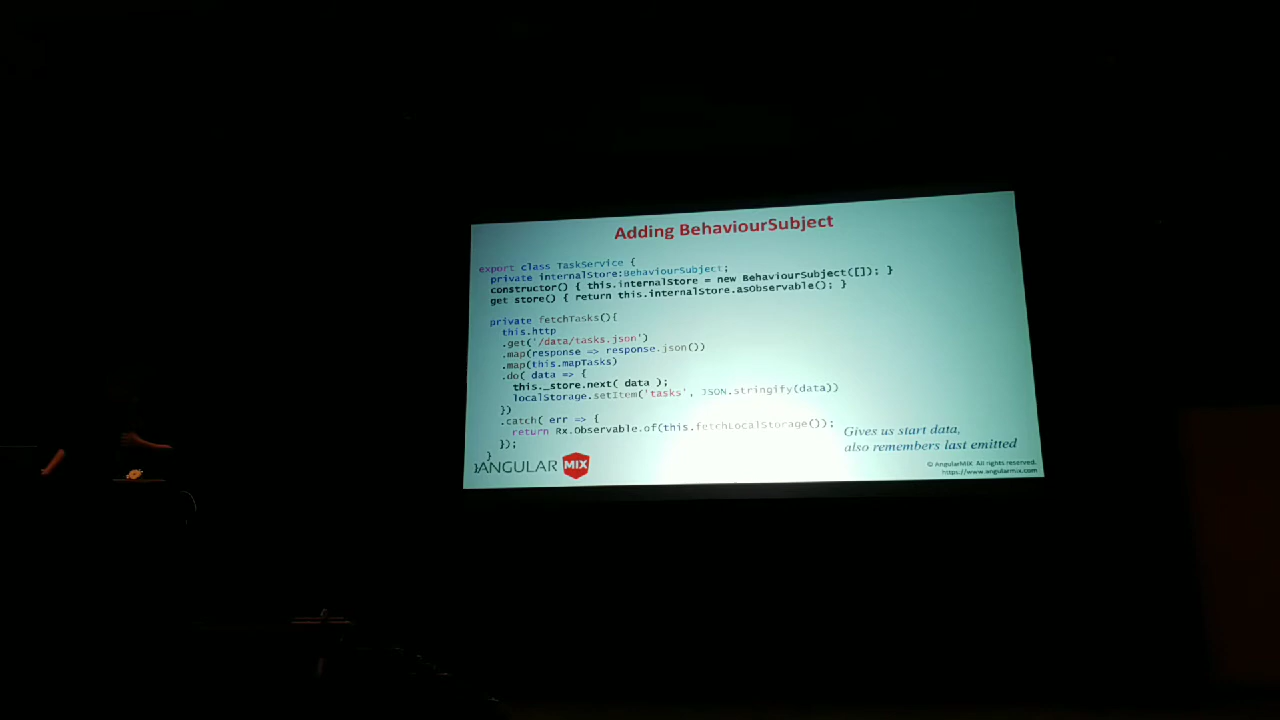 Adding BehaviourSubject
export class TaskService {
private internalStore:BehaviourSubject;
constructor() { this.internalStore = new BehaviourSubject([]); }
get store() { return this.internalStore.asObservable(); }
private fetchTasks(){
this.http
.get('/data/tasks.json')
.map(response => response.json())
.map(this.mapTasks)
.do( data => {
this._store.next( data );
localStorage.setItem('tasks', JSON.stringify(data))
})
.catch( err => {
return Rx.Observable.of(this.fetchLocalStorage());
});
}
}
Gives us start data,
also remembers last emitted
ANGULAR MIX
© AngularMIX All rights reserved.
https://www.angularmix.com